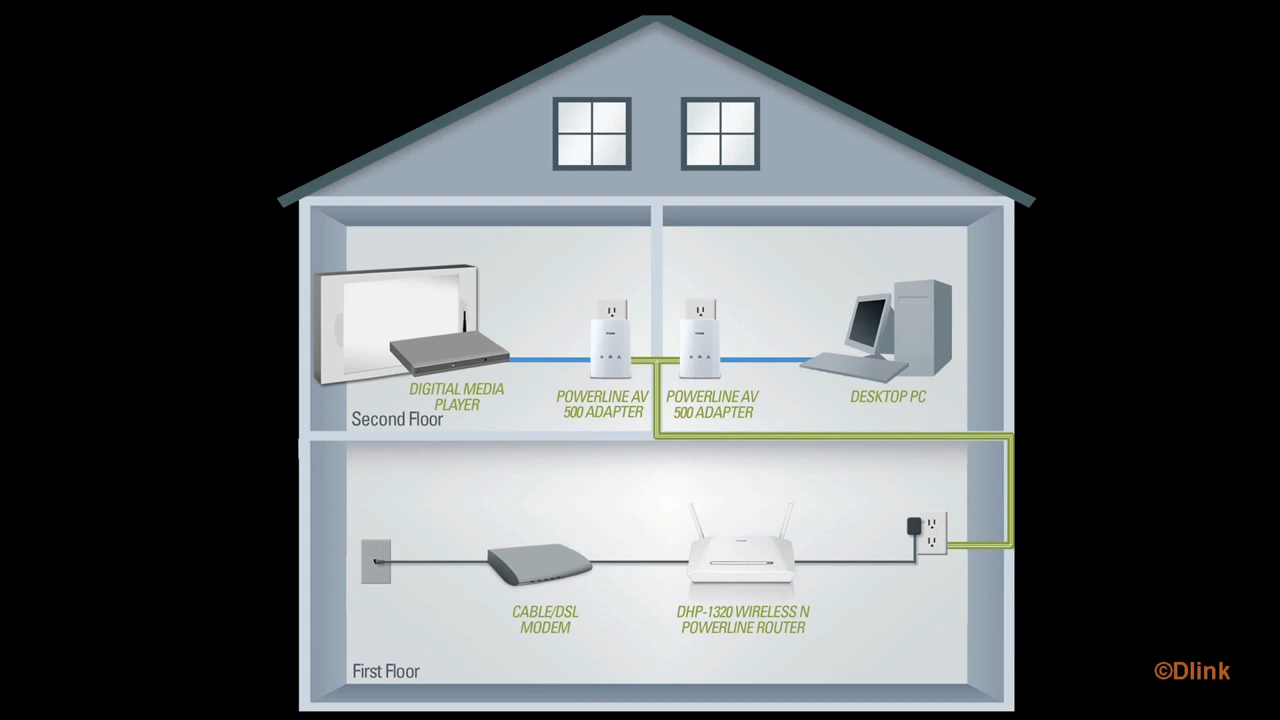 DIGITIAL MEDIA
PLAYER
POWERLINE AV
500 ADAPTER
POWERLINE AV
500 ADAPTER
DESKTOP PC
Second Floor
CABLE/DSL
MODEM
DHP-1320 WIRELESS N
POWERLINE ROUTER
First Floor
©Dlink